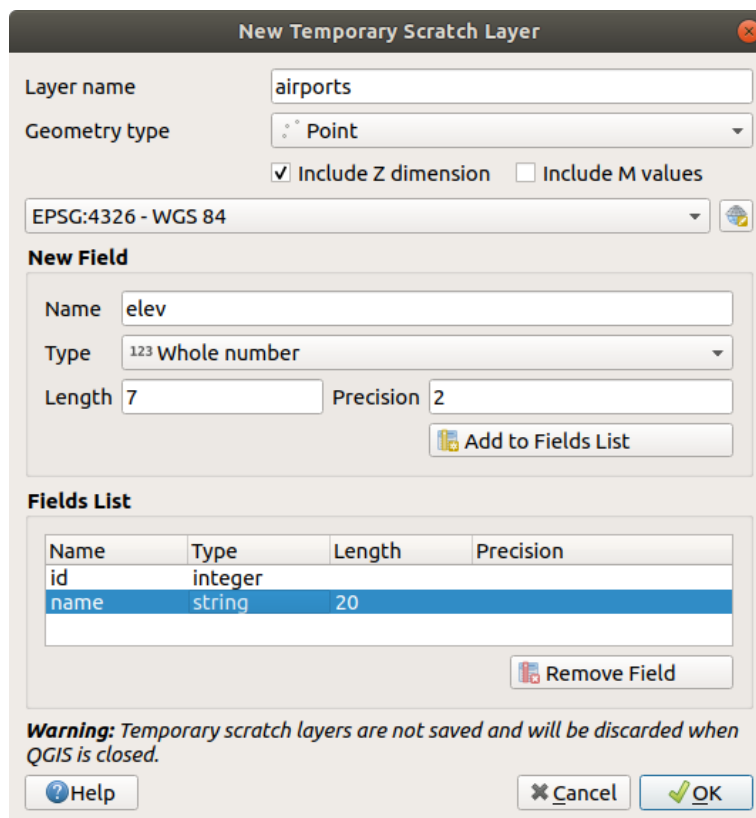 New Temporary Scratch Layer
Layer name airports
Geometry type Point
Include Z dimension Include M values
EPSG:4326 - WGS 84
New Field
Name elev
Type 123 Whole number
Length 7 Precision 2
Add to Fields List
Fields List
Name Type Length Precision
id integer
name string 20
Remove Field
Warning: Temporary scratch layers are not saved and will be discarded when
QGIS is closed.
Help Cancel OK